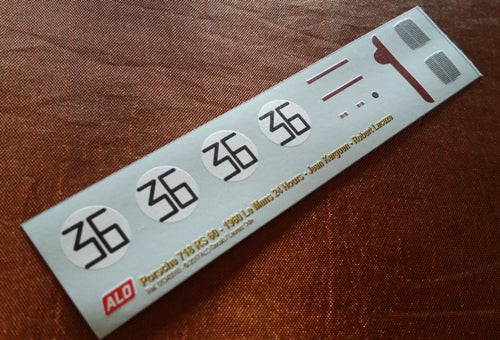 36 36 36 36
Porsche 718 RS 60 - 1960 Le Mans 24 Hours - Jean Kerguen - Robert Lacaze
ALO